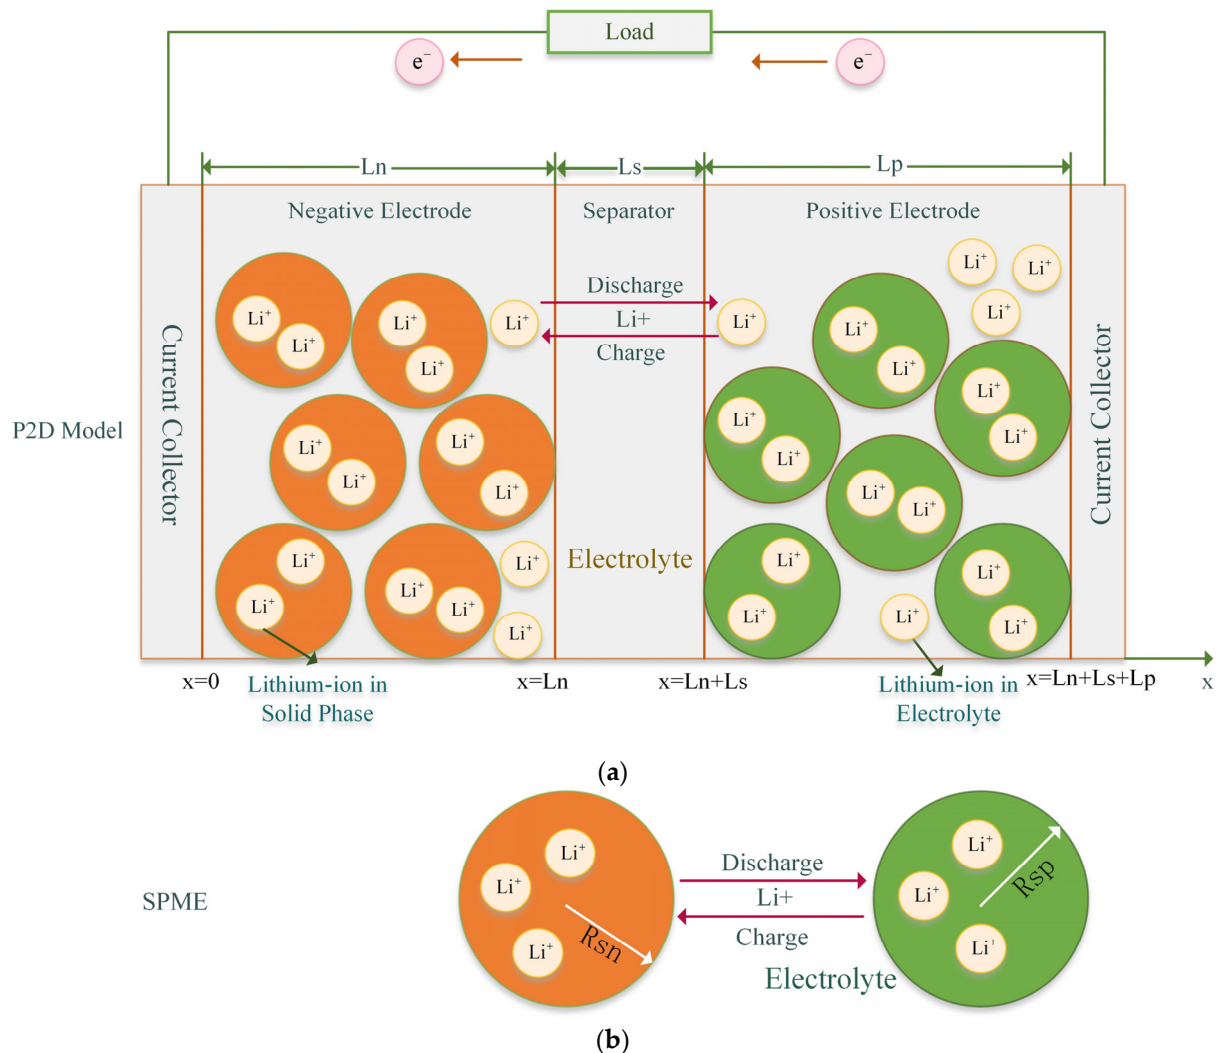 Load
e⁻
e⁻
Ln
Ls
Lp
Negative Electrode
Separator
Positive Electrode
Li⁺
Li⁺
Li⁺
Discharge
Li⁺
Li⁺
Li⁺
Li⁺
Li⁺
Li+
Li⁺
Li⁺
Li⁺
Charge
Li⁺
Li⁺
Li⁺
Current Collector
Current Collector
P2D Model
Li⁺
Li⁺
Li⁺
Li⁺
Li⁺
Li⁺
Li⁺
Li⁺
Li⁺
Li⁺
Li⁺
Li⁺
Li⁺
Li⁺
Electrolyte
Li⁺
Li⁺
Li⁺
Li⁺
Li⁺
Li⁺
Li⁺
Li⁺
Li⁺
Li⁺
x=0
x=Ln
x=Ln+Ls
x=Ln+Ls+Lp
x
Lithium-ion in
Solid Phase
Lithium-ion in
Electrolyte
(a)
Li⁺
Li⁺
Discharge
Li⁺
Li⁺
Rsp
SPME
Li+
Li⁺
Rsn
Charge
Li⁺
Electrolyte
(b)